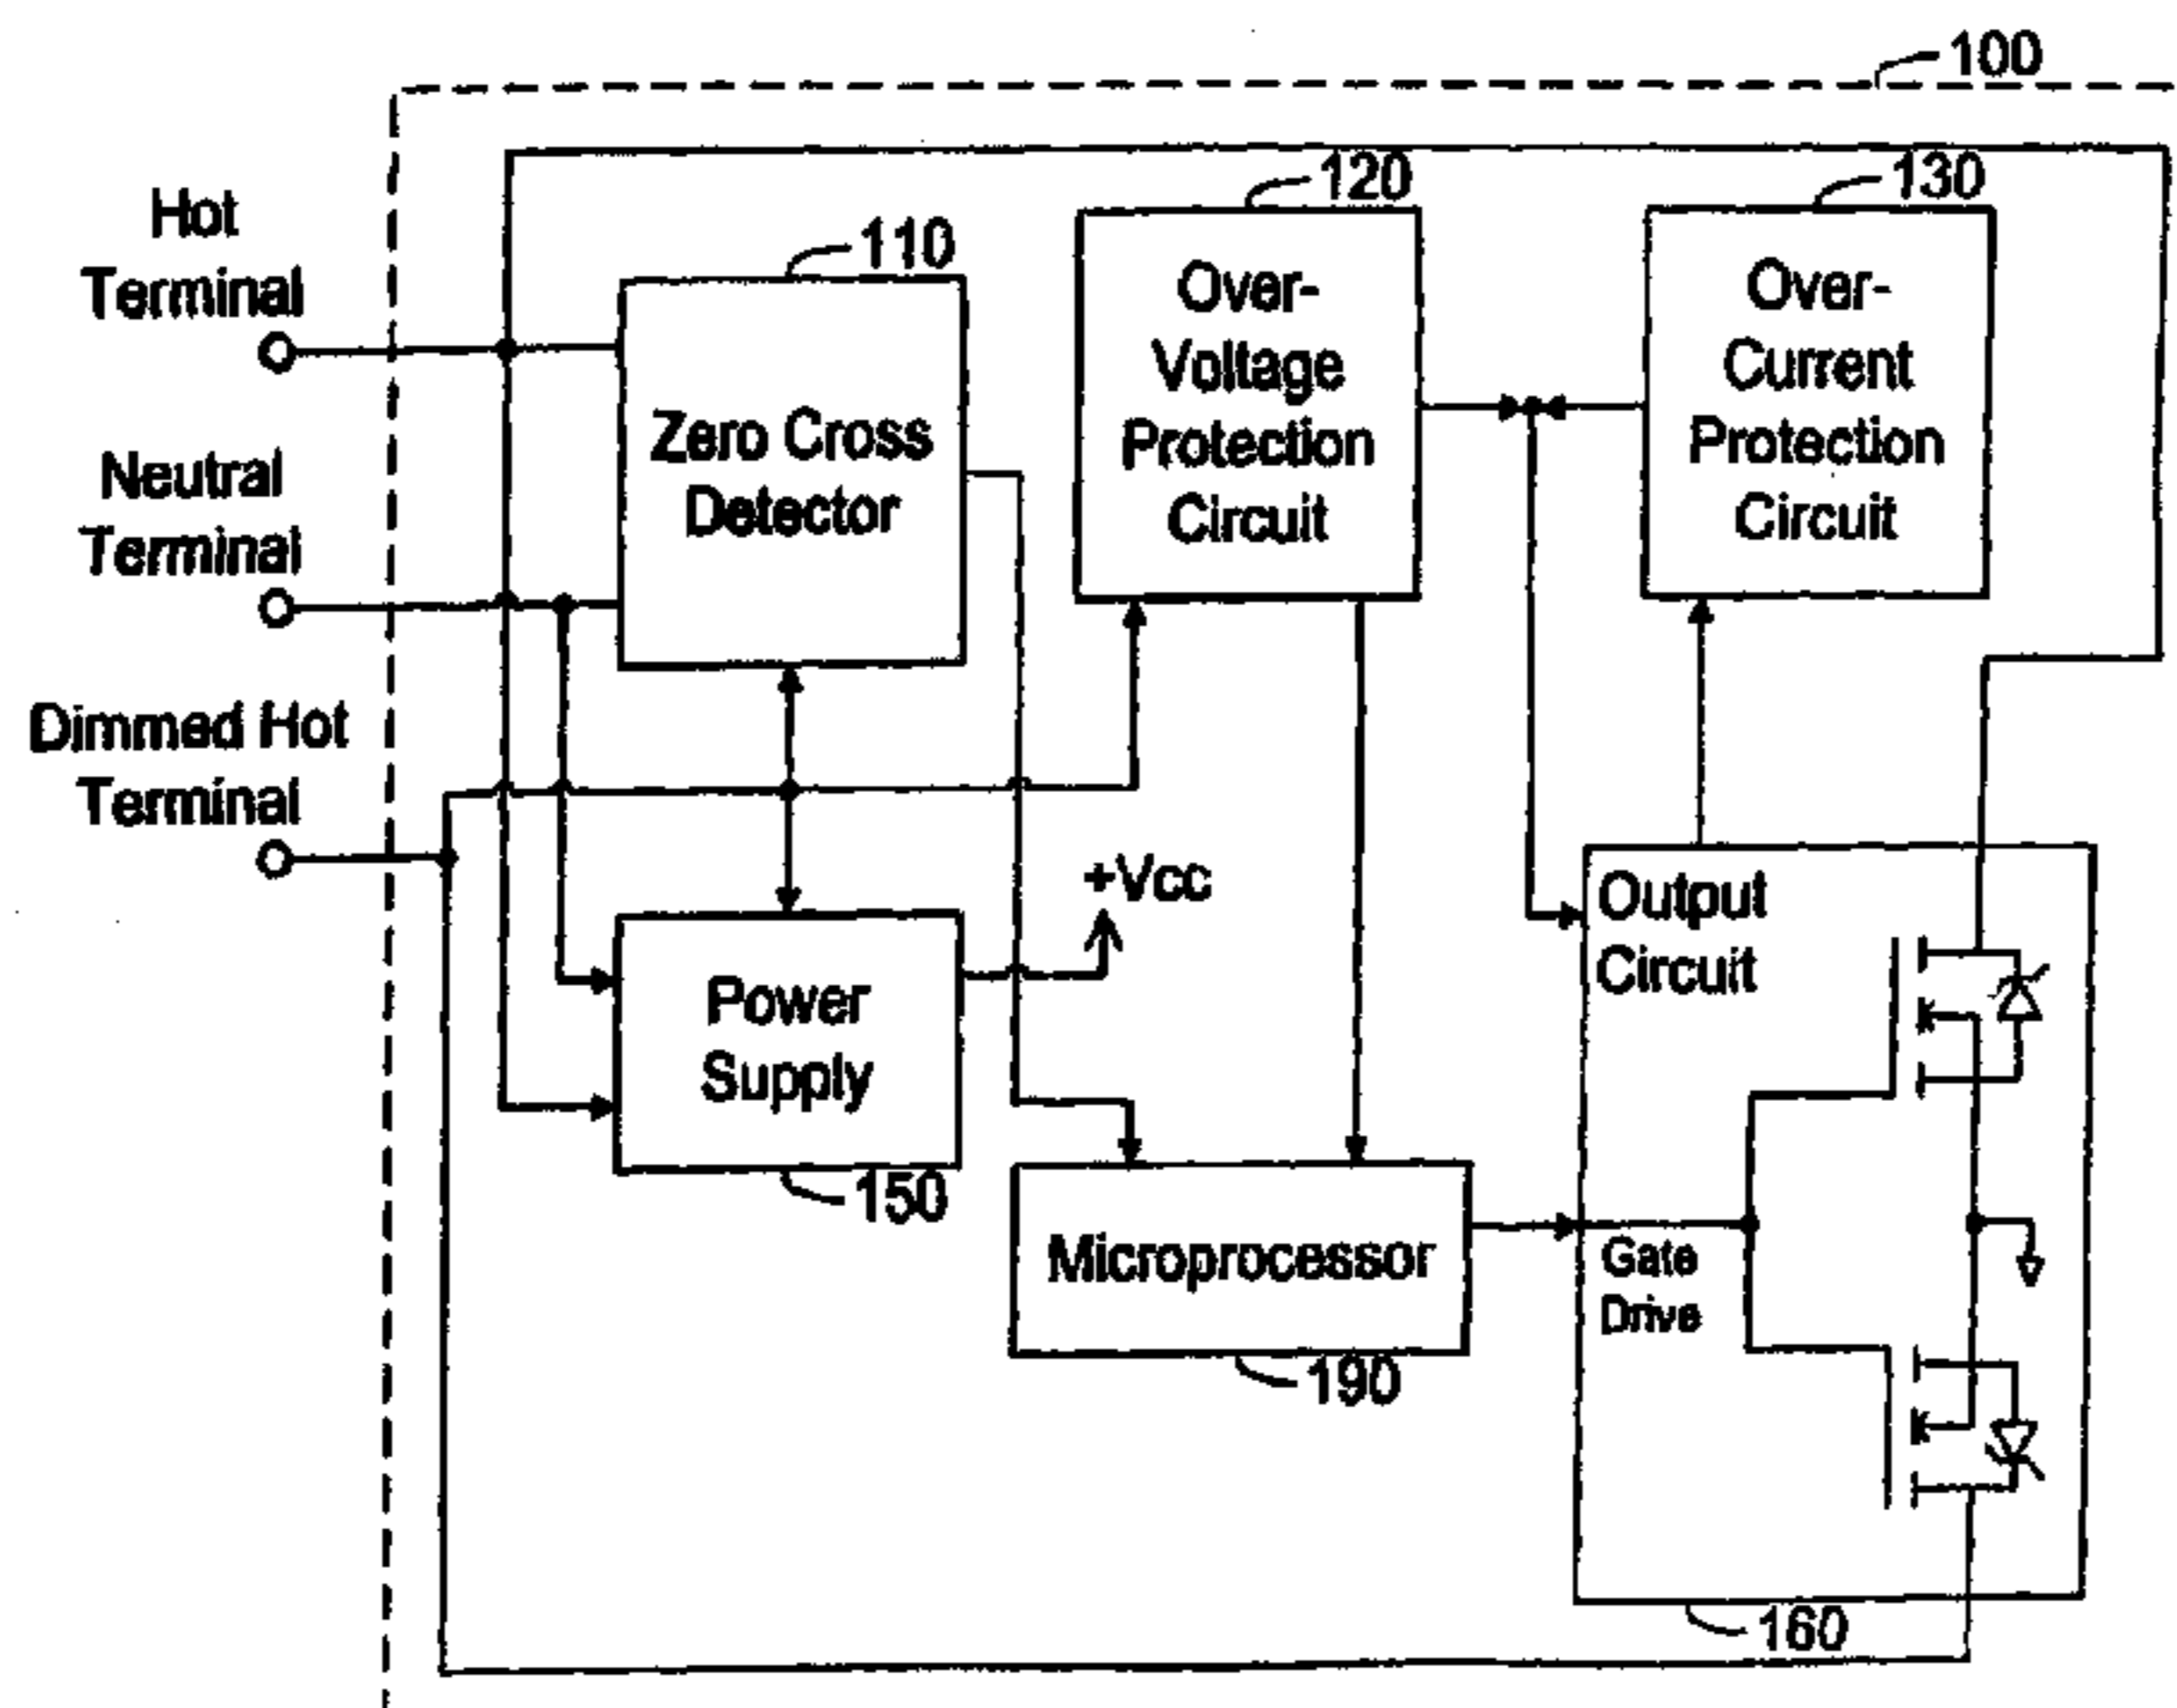 100
Hot
Terminal
Neutral
Terminal
Dimmed Hot
Terminal
110
Zero Cross
Detector
120
Over-
Voltage
Protection
Circuit
130
Over-
Current
Protection
Circuit
+Vcc
Power
Supply
150
Microprocessor
190
Output
Circuit
Gate
Drive
160